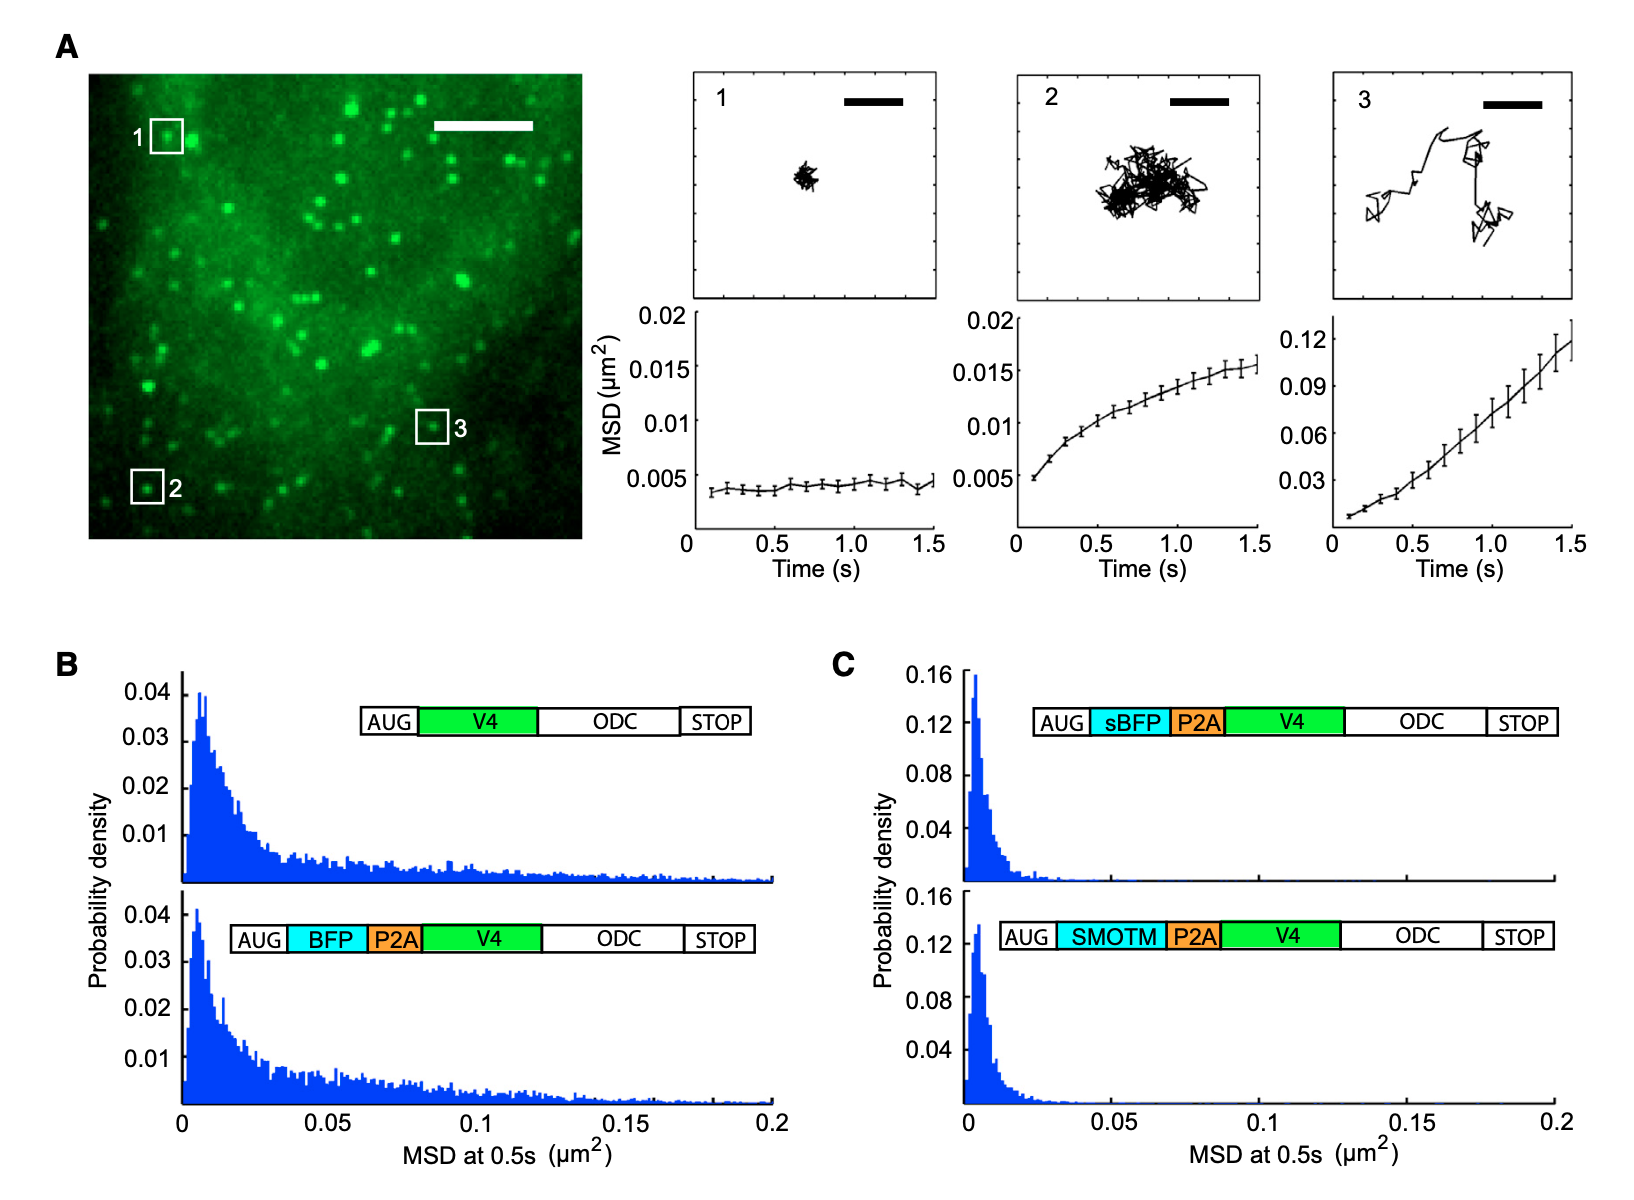 A
1
2
3
1
2
3
MSD (µm2)
0.02
0.015
0.01
0.005
0 0.5 1.0 1.5
Time (s)
0.02
0.015
0.01
0.005
0 0.5 1.0 1.5
Time (s)
0.12
0.09
0.06
0.03
0 0.5 1.0 1.5
Time (s)
B
Probability density
0.04
0.03
0.02
0.01
AUG V4 ODC STOP
0.04
0.03
0.02
0.01
AUG BFP P2A V4 ODC STOP
0 0.05 0.1 0.15 0.2
MSD at 0.5s (µm2)
C
Probability density
0.16
0.12
0.08
0.04
AUG sBFP P2A V4 ODC STOP
0.16
0.12
0.08
0.04
AUG SMOTM P2A V4 ODC STOP
0 0.05 0.1 0.15 0.2
MSD at 0.5s (µm2)